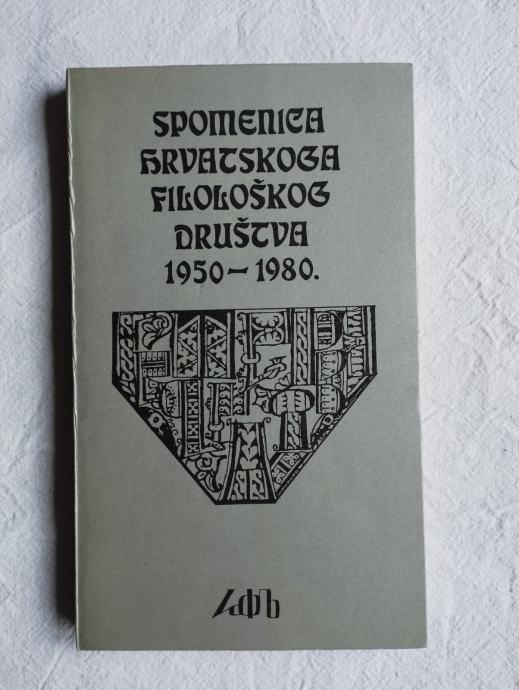 SPOMENICA
HRVATSKOGA
FILOLOŠKOG
DRUŠTVA
1950–1980.